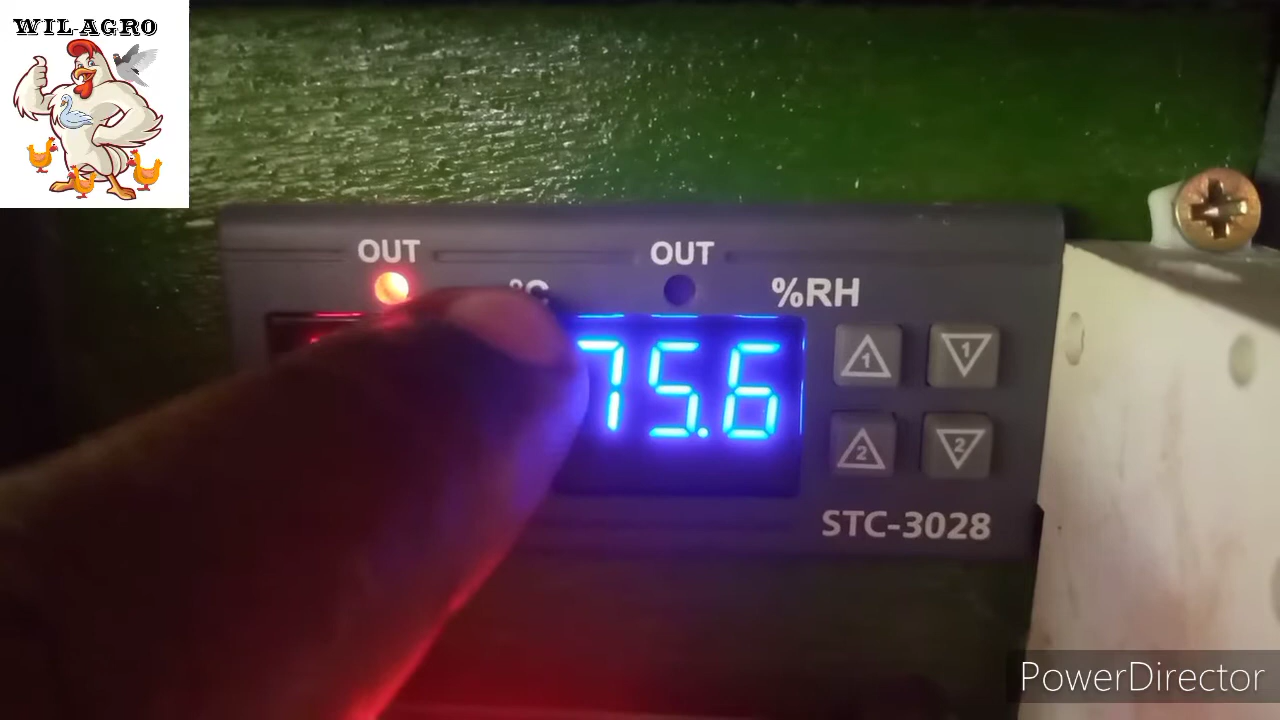 WIL-AGRO
OUT
OUT
°C
%RH
75.6
1
1
2
2
STC-3028
PowerDirector